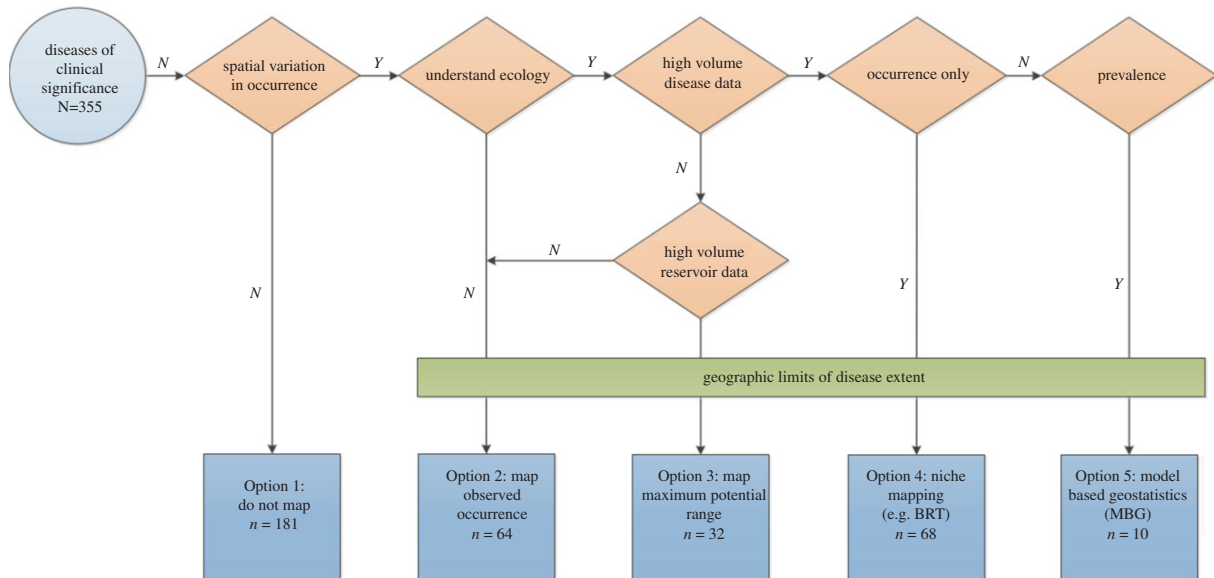 diseases of
clinical
significance
N=355
N
spatial variation
in occurrence
Y
understand ecology
Y
high volume
disease data
Y
occurrence only
N
prevalence
N
high volume
reservoir data
N
N
N
Y
Y
geographic limits of disease extent
Option 1:
do not map
n = 181
Option 2: map
observed
occurrence
n = 64
Option 3: map
maximum potential
range
n = 32
Option 4: niche
mapping
(e.g. BRT)
n = 68
Option 5: model
based geostatistics
(MBG)
n = 10